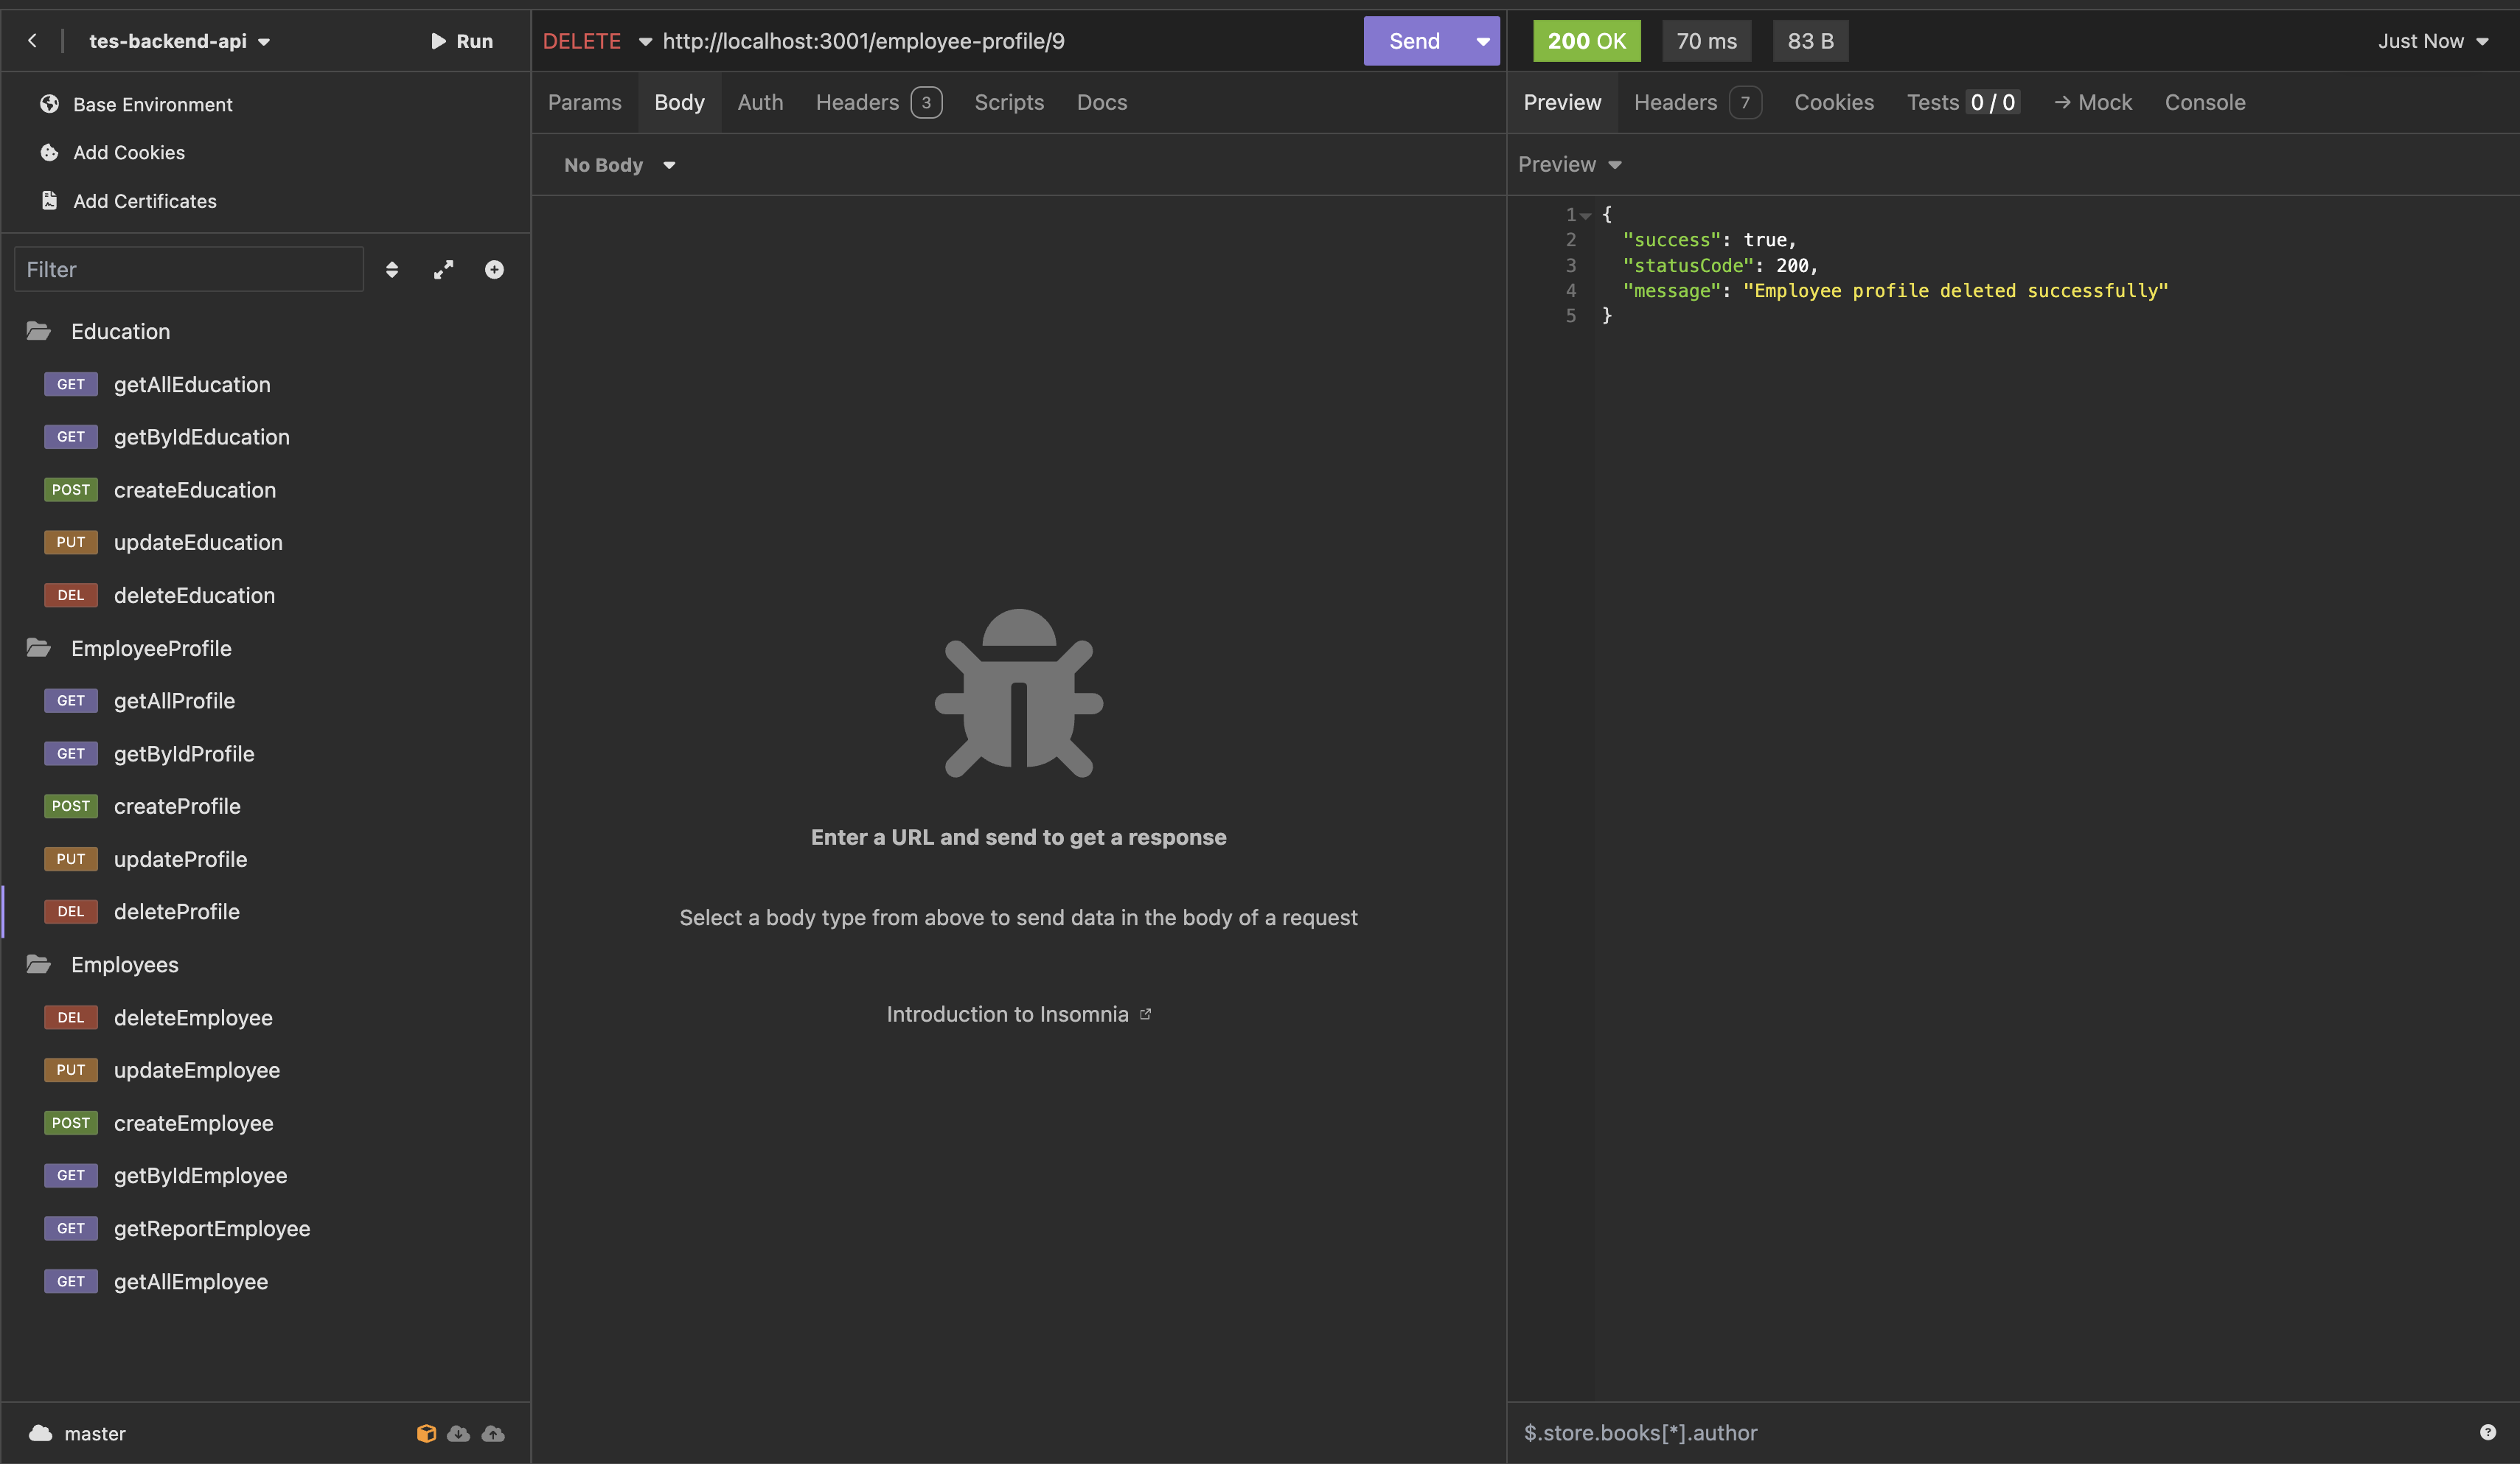 tes-backend-api
Run
Base Environment
Add Cookies
Add Certificates
Filter
Education
GET getAllEducation
GET getByIdEducation
POST createEducation
PUT updateEducation
DEL deleteEducation
EmployeeProfile
GET getAllProfile
GET getByIdProfile
POST createProfile
PUT updateProfile
DEL deleteProfile
Employees
DEL deleteEmployee
PUT updateEmployee
POST createEmployee
GET getByIdEmployee
GET getReportEmployee
GET getAllEmployee
master
DELETE http://localhost:3001/employee-profile/9 Send
Params Body Auth Headers 3 Scripts Docs
No Body
Enter a URL and send to get a response
Select a body type from above to send data in the body of a request
Introduction to Insomnia
200 OK 70 ms 83 B Just Now
Preview Headers 7 Cookies Tests 0 / 0 → Mock Console
Preview
1 {
2 "success": true,
3 "statusCode": 200,
4 "message": "Employee profile deleted successfully"
5 }
$.store.books[*].author